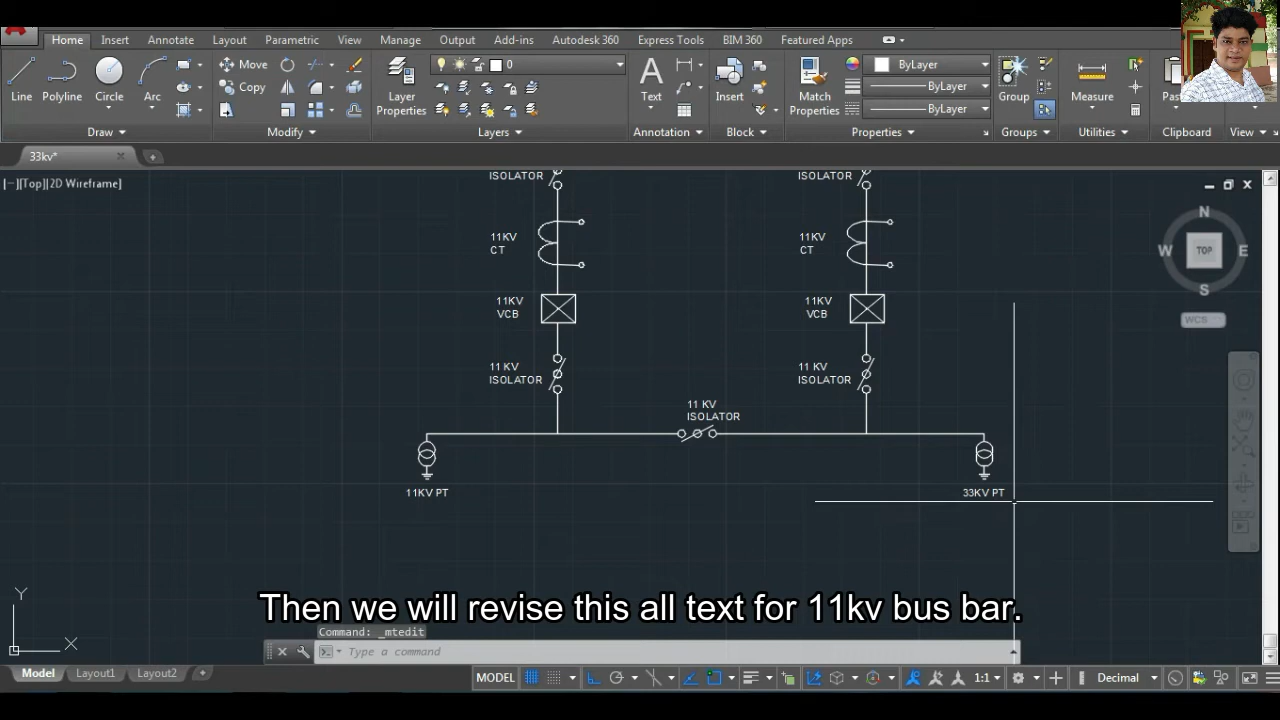 Home Insert Annotate Layout Parametric View Manage Output Add-ins Autodesk 360 Express Tools BIM 360 Featured Apps
Line Polyline Circle Arc
Move
Copy
Layer Properties
0
Text
Insert
Match Properties
ByLayer
ByLayer
ByLayer
Group
Measure
Draw Modify Layers Annotation Block Properties Groups Utilities Clipboard View
33kv*
[−][Top][2D Wireframe]
ISOLATOR ISOLATOR
11KV
CT
11KV
CT
11KV
VCB
11KV
VCB
11 KV
ISOLATOR
11 KV
ISOLATOR
11 KV
ISOLATOR
11KV PT
33KV PT
N
W TOP E
S
WCS
Y
X
Then we will revise this all text for 11kv bus bar.
Command: _mtedit
Type a command
Model Layout1 Layout2 +
MODEL 1:1 Decimal